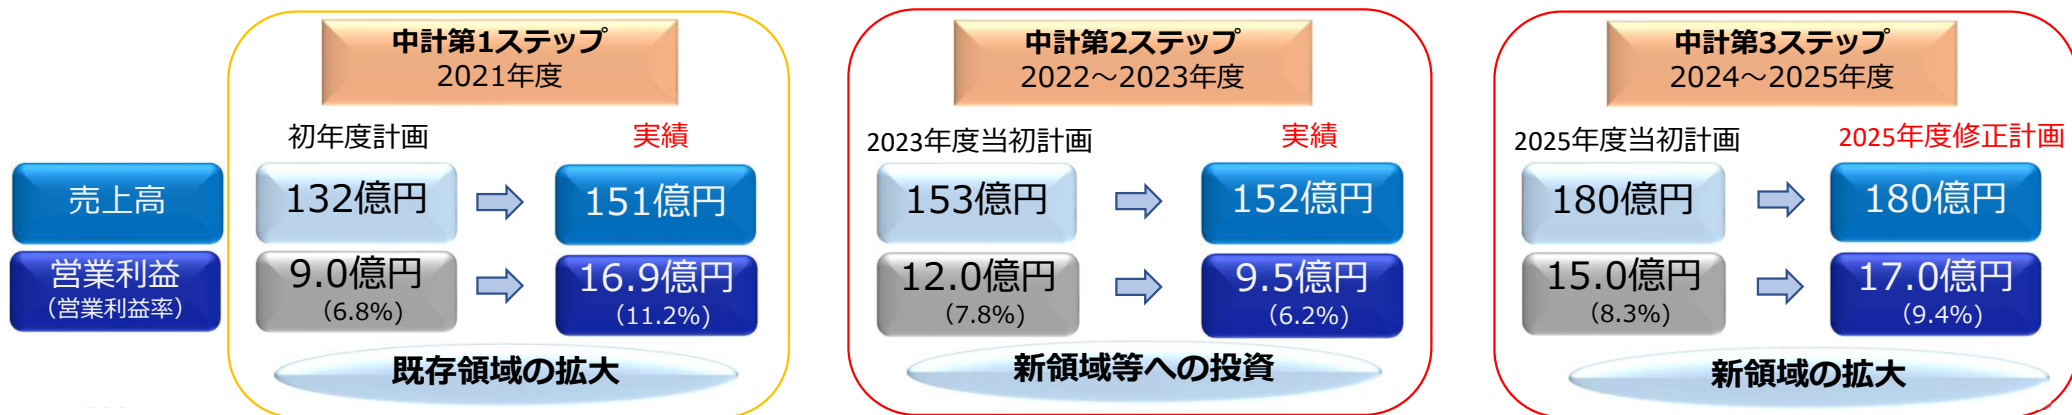 中計第1ステップ
2021年度
中計第2ステップ
2022～2023年度
中計第3ステップ
2024～2025年度
初年度計画
実績
2023年度当初計画
実績
2025年度当初計画
2025年度修正計画
売上高
132億円
151億円
153億円
152億円
180億円
180億円
営業利益
（営業利益率）
9.0億円
（6.8%）
16.9億円
（11.2%）
12.0億円
（7.8%）
9.5億円
（6.2%）
15.0億円
（8.3%）
17.0億円
（9.4%）
既存領域の拡大
新領域等への投資
新領域の拡大